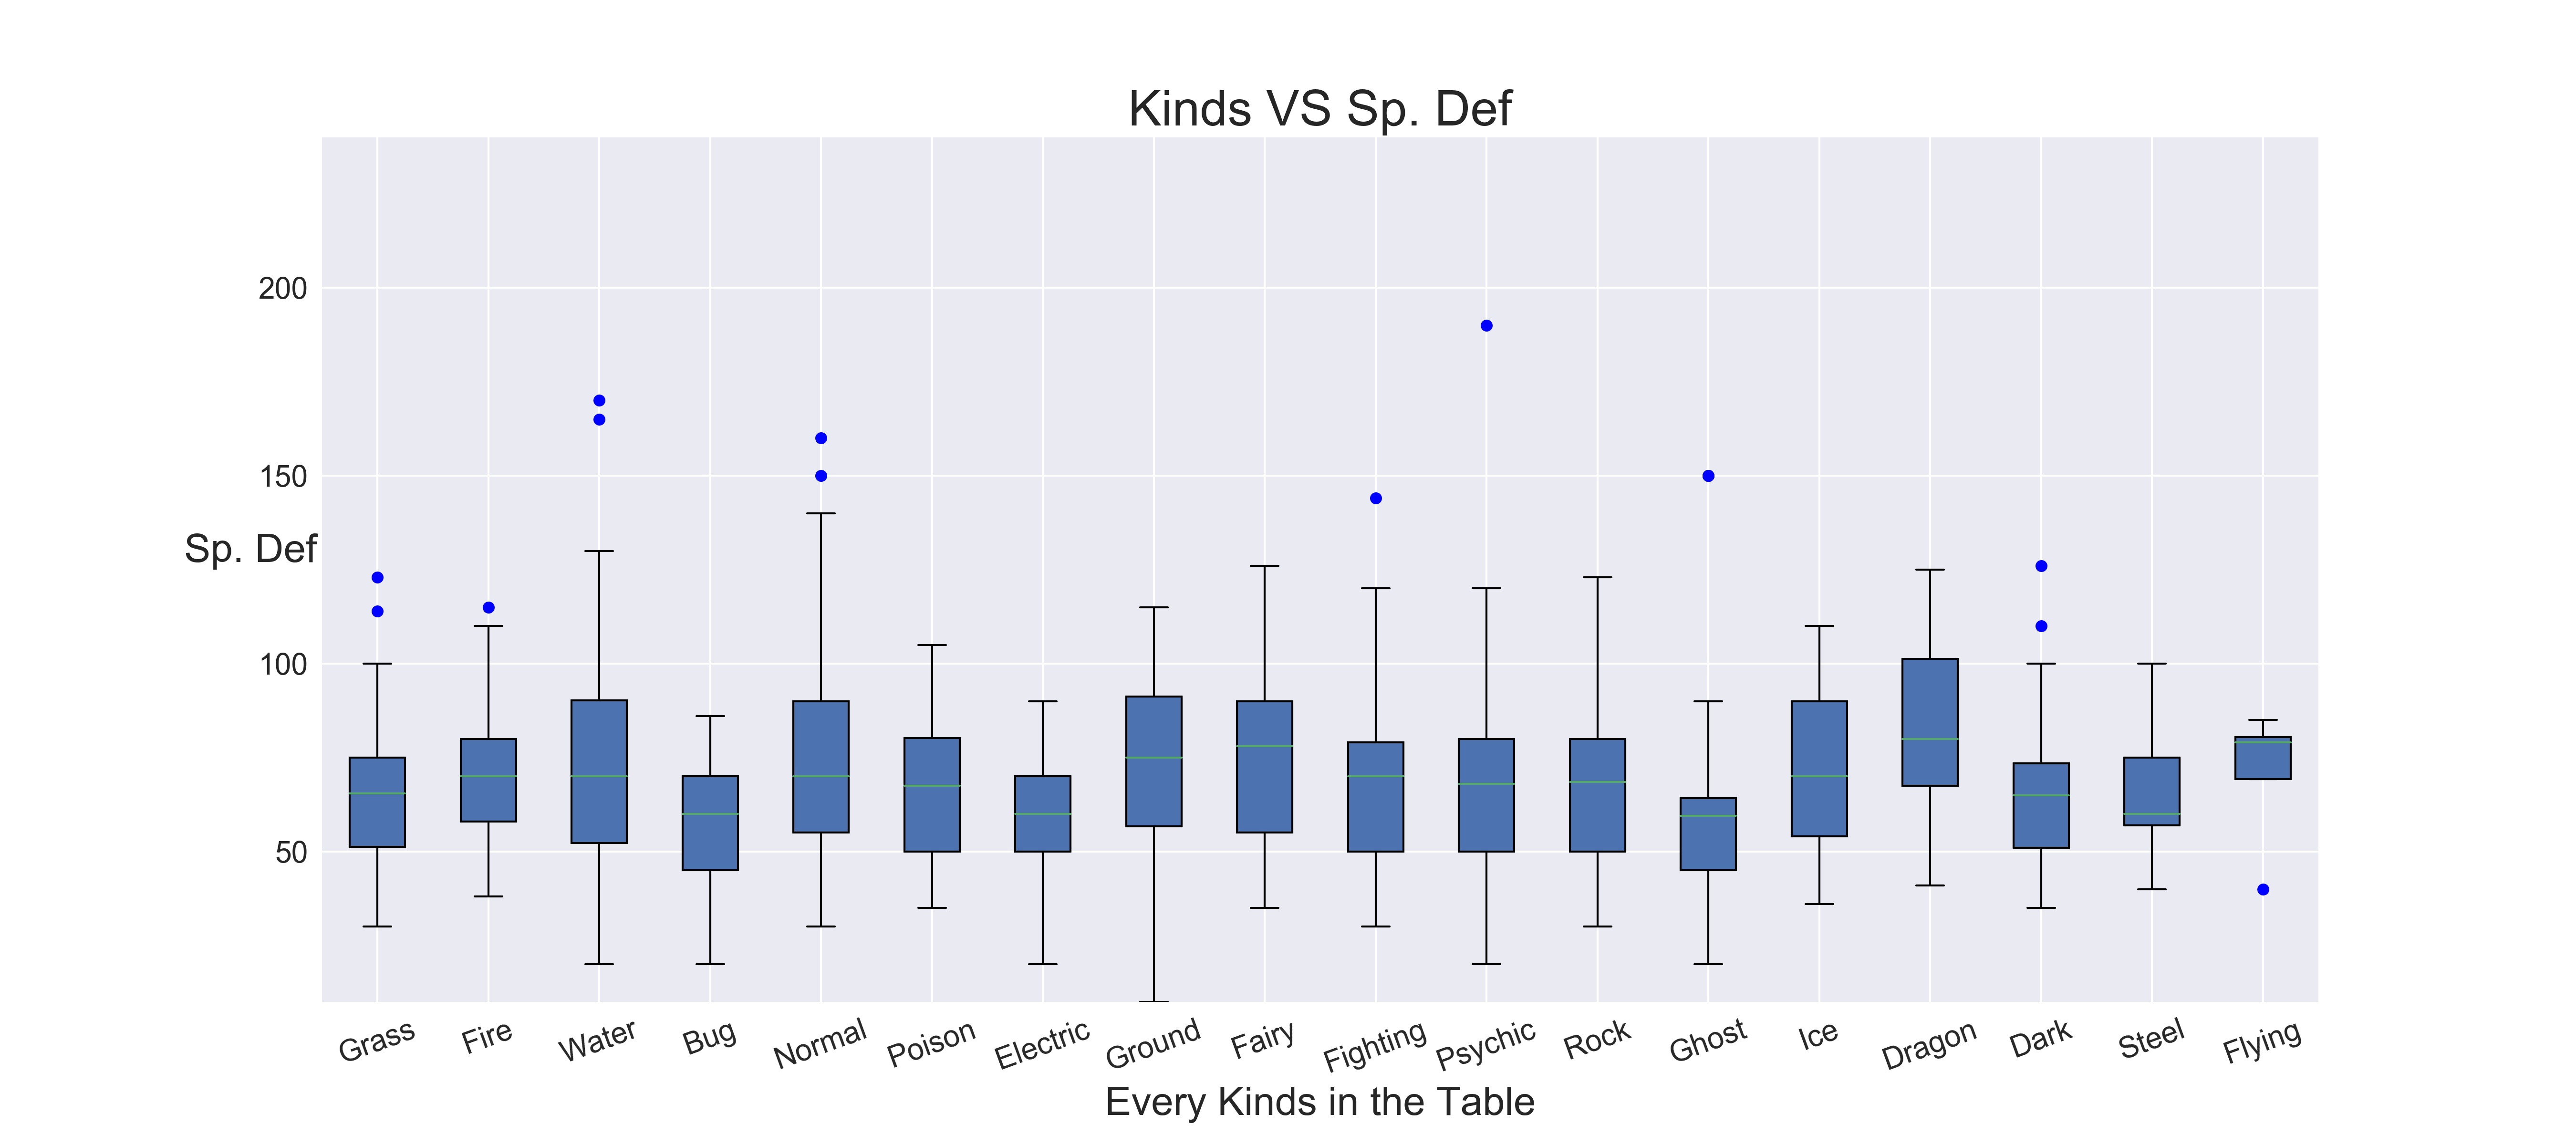 Kinds VS Sp. Def
200
150
Sp. Def
100
50
Grass Fire Water Bug Normal Poison Electric Ground Fairy Fighting Psychic Rock Ghost Ice Dragon Dark Steel Flying
Every Kinds in the Table